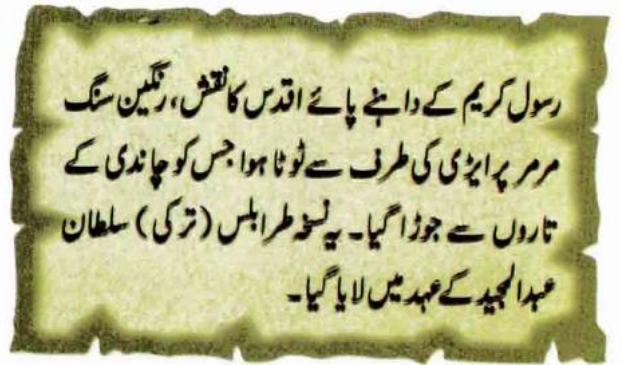 رسول کریم کے داہنے پائے اقدس کا نقش، رنگین سنگ
مرمر پر ایڑی کی طرف سے ٹوٹا ہوا جس کو چاندی کے
تاروں سے جوڑا گیا۔ یہ نسخہ طرابلس (ترکی) سلطان
عبدالمجید کے عہد میں لایا گیا۔